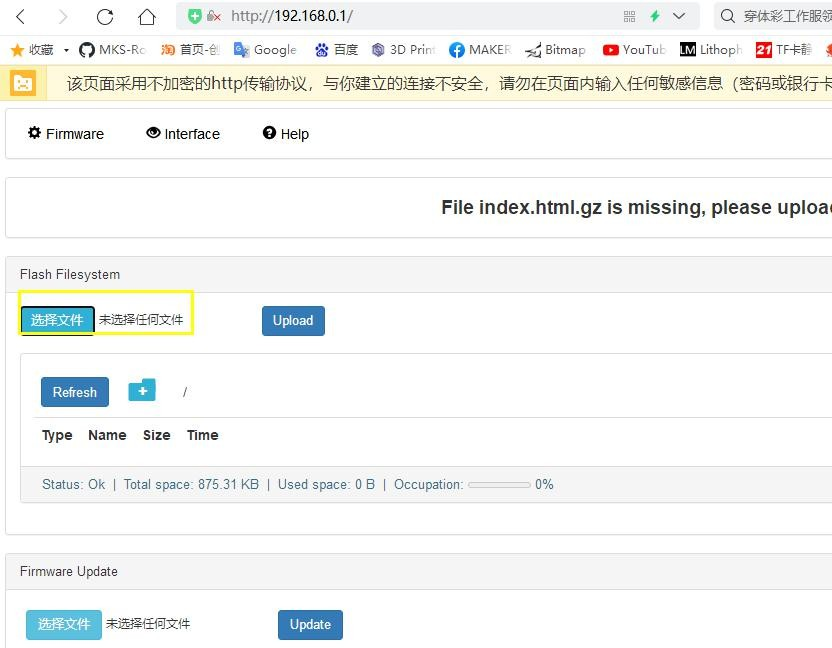 http://192.168.0.1/ 穿体彩工作服领
收藏 MKS-Ro 首页-创 Google 百度 3D Print MAKER Bitmap YouTub Lithoph TF卡静
该页面采用不加密的http传输协议，与你建立的连接不安全，请勿在页面内输入任何敏感信息（密码或银行卡
Firmware Interface Help
File index.html.gz is missing, please upload
Flash Filesystem
选择文件 未选择任何文件 Upload
Refresh /
Type Name Size Time
Status: Ok | Total space: 875.31 KB | Used space: 0 B | Occupation: 0%
Firmware Update
选择文件 未选择任何文件 Update